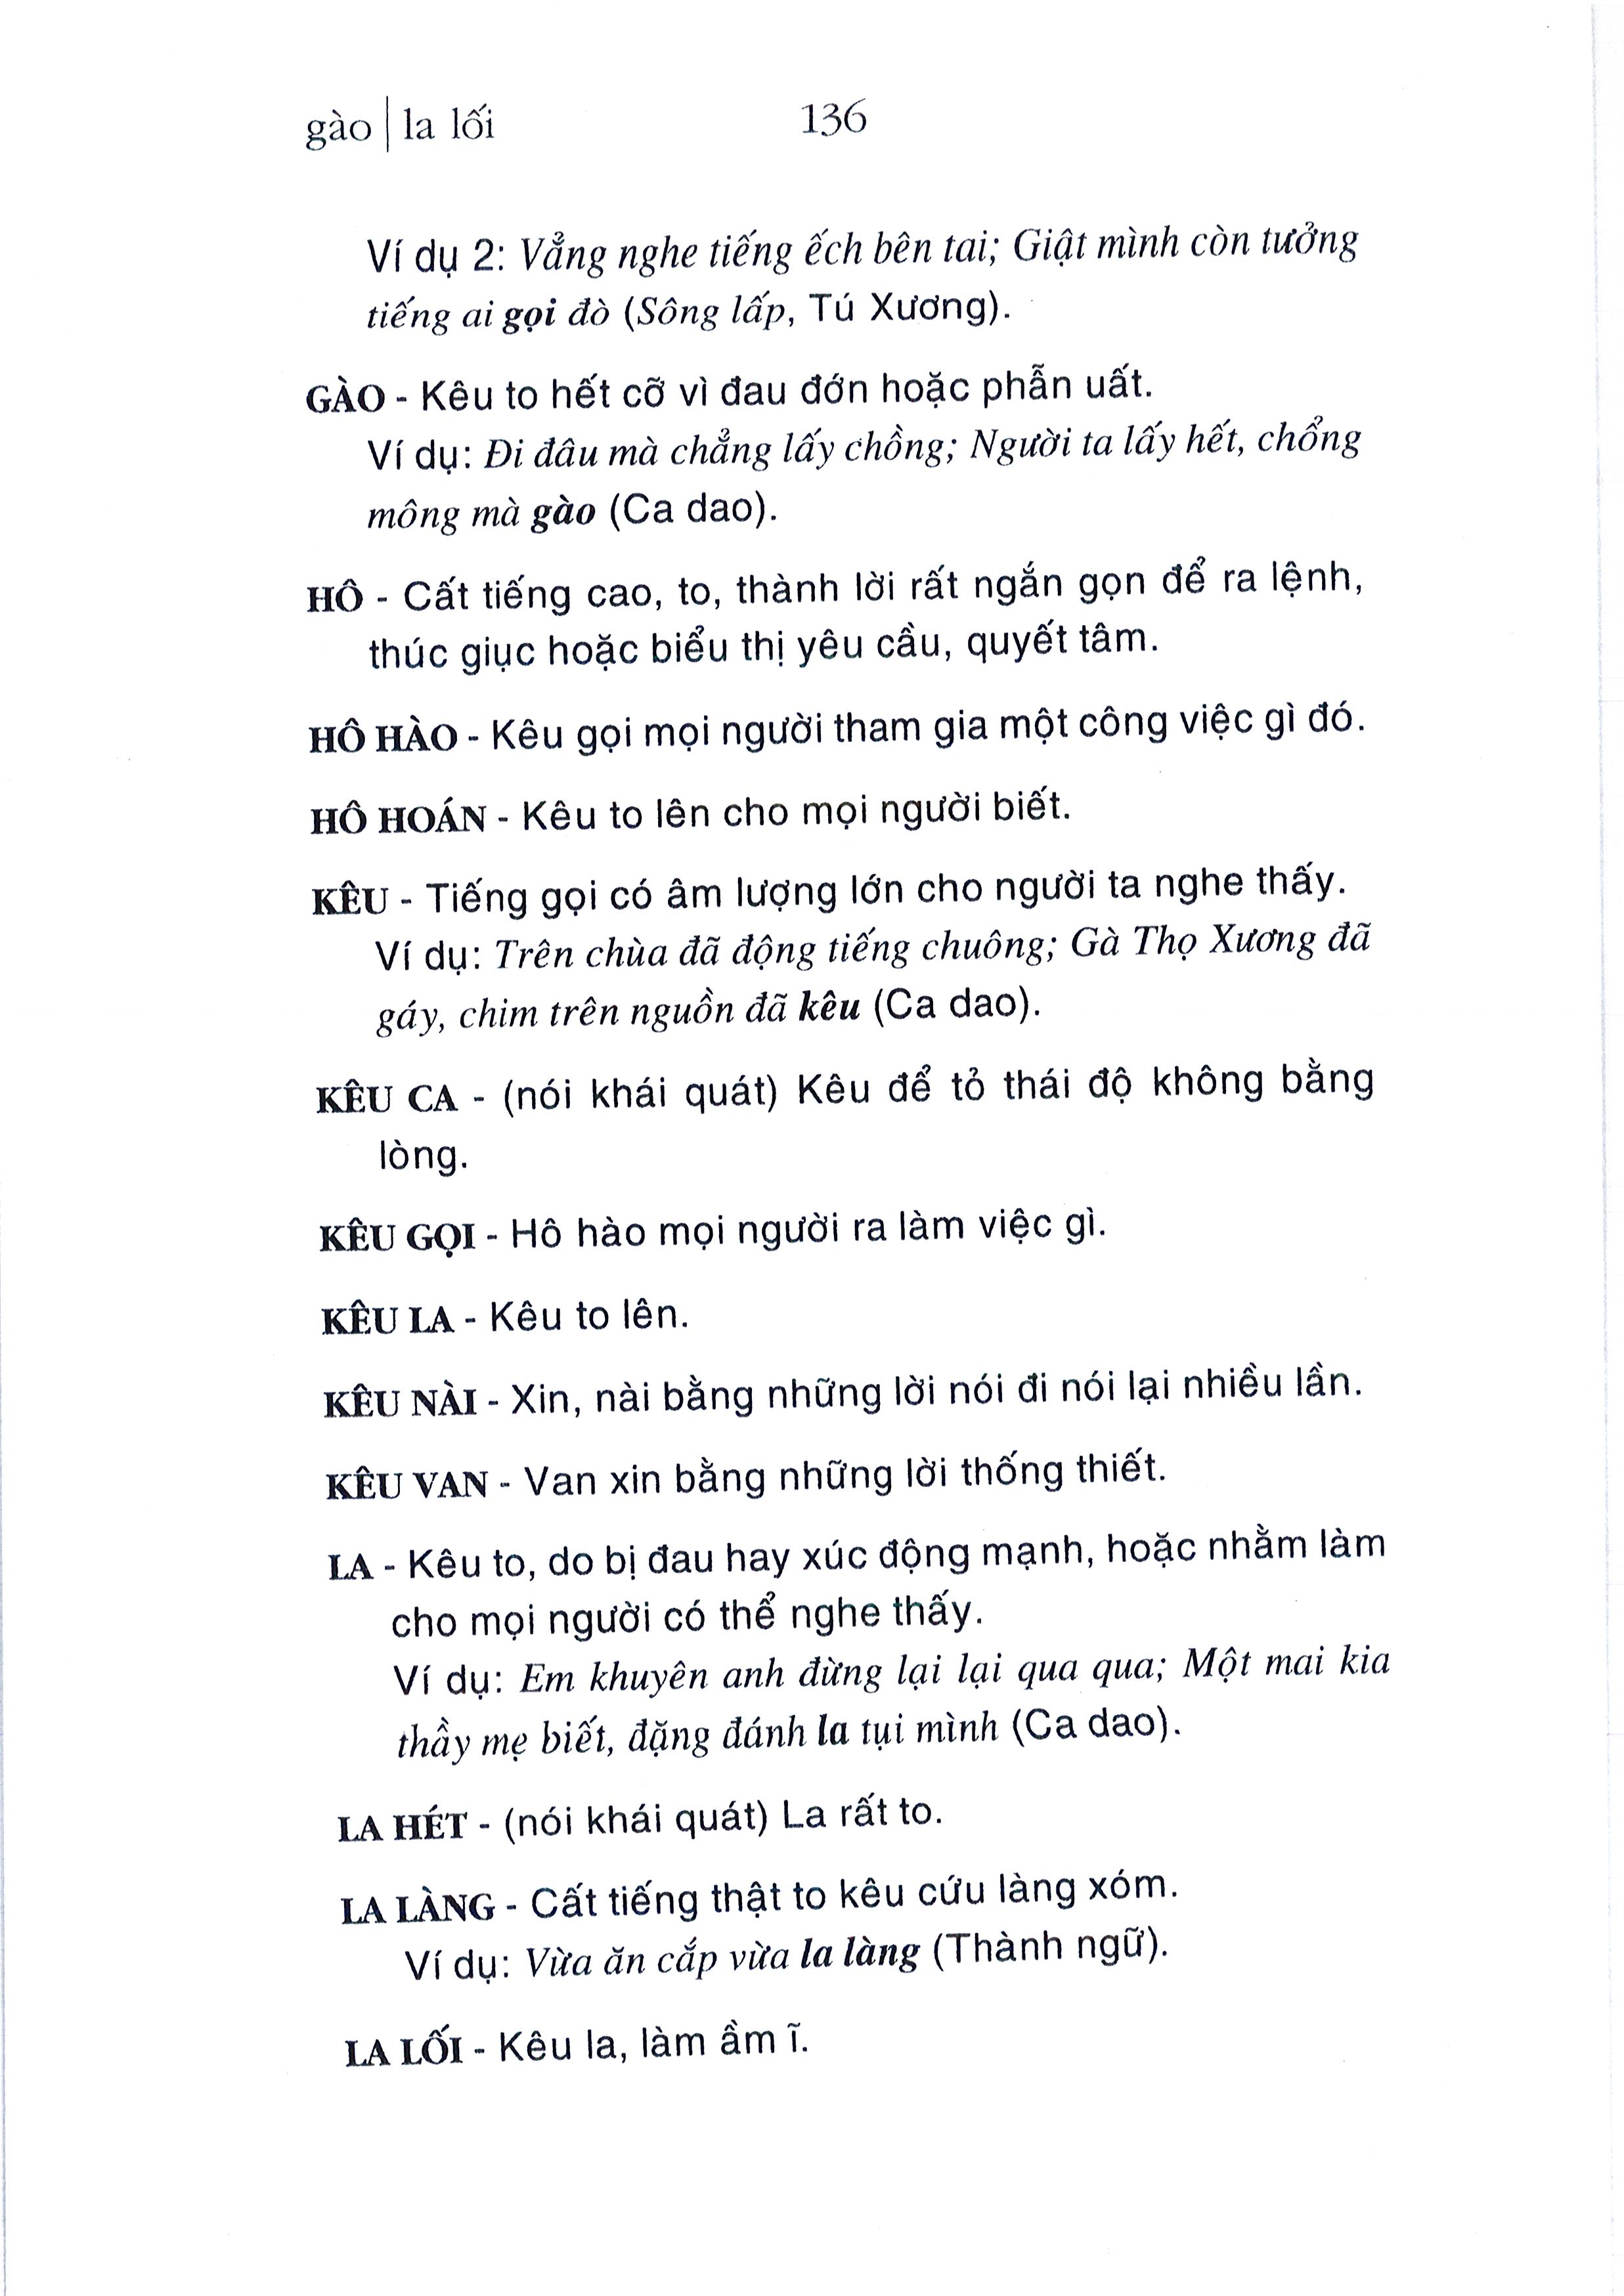 gào | la lối
136
Ví dụ 2: Vẳng nghe tiếng ếch bên tai; Giật mình còn tưởng
tiếng ai gọi đò (Sông lấp, Tú Xương).
GÀO - Kêu to hết cỡ vì đau đớn hoặc phẫn uất.
Ví dụ: Đi đâu mà chẳng lấy chồng; Người ta lấy hết, chổng
mông mà gào (Ca dao).
HÔ - Cất tiếng cao, to, thành lời rất ngắn gọn để ra lệnh,
thúc giục hoặc biểu thị yêu cầu, quyết tâm.
HÔ HÀO - Kêu gọi mọi người tham gia một công việc gì đó.
HÔ HOÁN - Kêu to lên cho mọi người biết.
KÊU - Tiếng gọi có âm lượng lớn cho người ta nghe thấy.
Ví dụ: Trên chùa đã động tiếng chuông; Gà Thọ Xương đã
gáy, chim trên nguồn đã kêu (Ca dao).
KÊU CA - (nói khái quát) Kêu để tỏ thái độ không bằng
lòng.
KÊU GỌI - Hô hào mọi người ra làm việc gì.
KÊU LA - Kêu to lên.
KÊU NÀI - Xin, nài bằng những lời nói đi nói lại nhiều lần.
KÊU VAN - Van xin bằng những lời thống thiết.
LA - Kêu to, do bị đau hay xúc động mạnh, hoặc nhằm làm
cho mọi người có thể nghe thấy.
Ví dụ: Em khuyên anh đừng lại lại qua qua; Một mai kia
thầy mẹ biết, đặng đánh la tụi mình (Ca dao).
LA HÉT - (nói khái quát) La rất to.
LA LÀNG - Cất tiếng thật to kêu cứu làng xóm.
Ví dụ: Vừa ăn cắp vừa la làng (Thành ngữ).
LA LỐI - Kêu la, làm ầm ĩ.